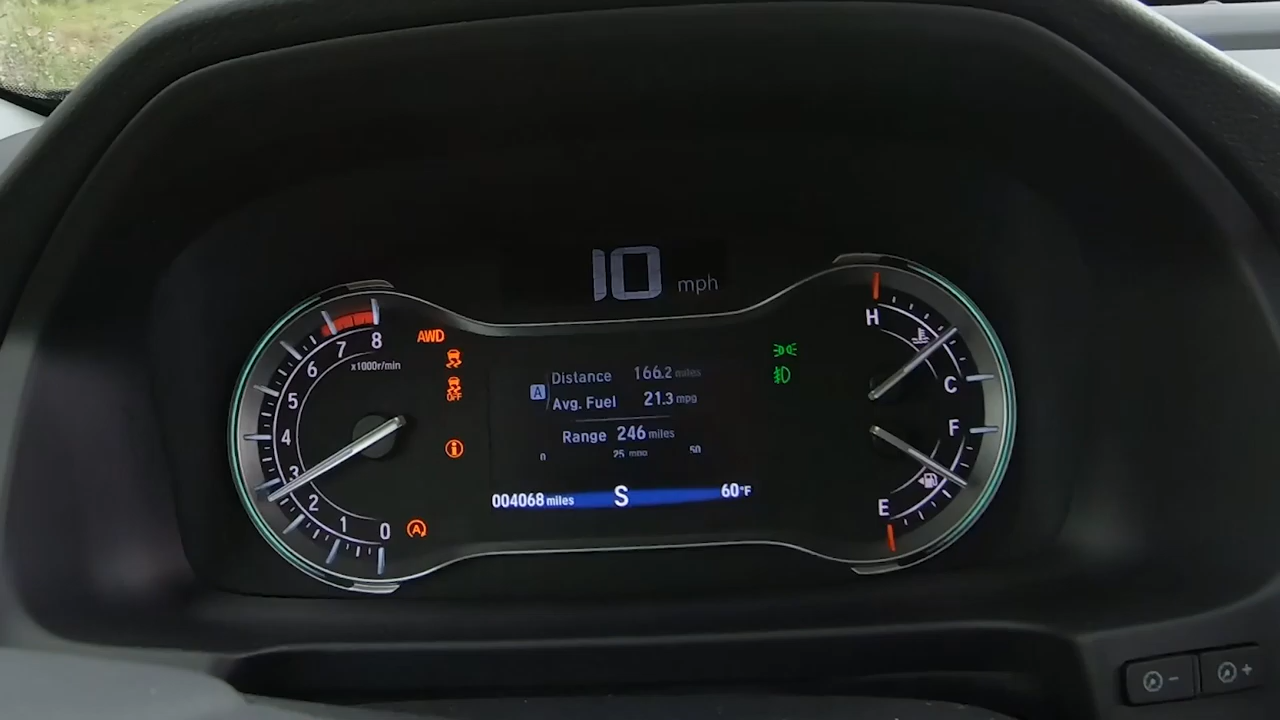 10 mph
8
7
6
5
4
3
2
1
0
x1000r/min
AWD
OFF
A
A
Distance 166.2 miles
Avg. Fuel 21.3 mpg
Range 246 miles
0 25 mpg 50
004068 miles S 60°F
H
C
F
E